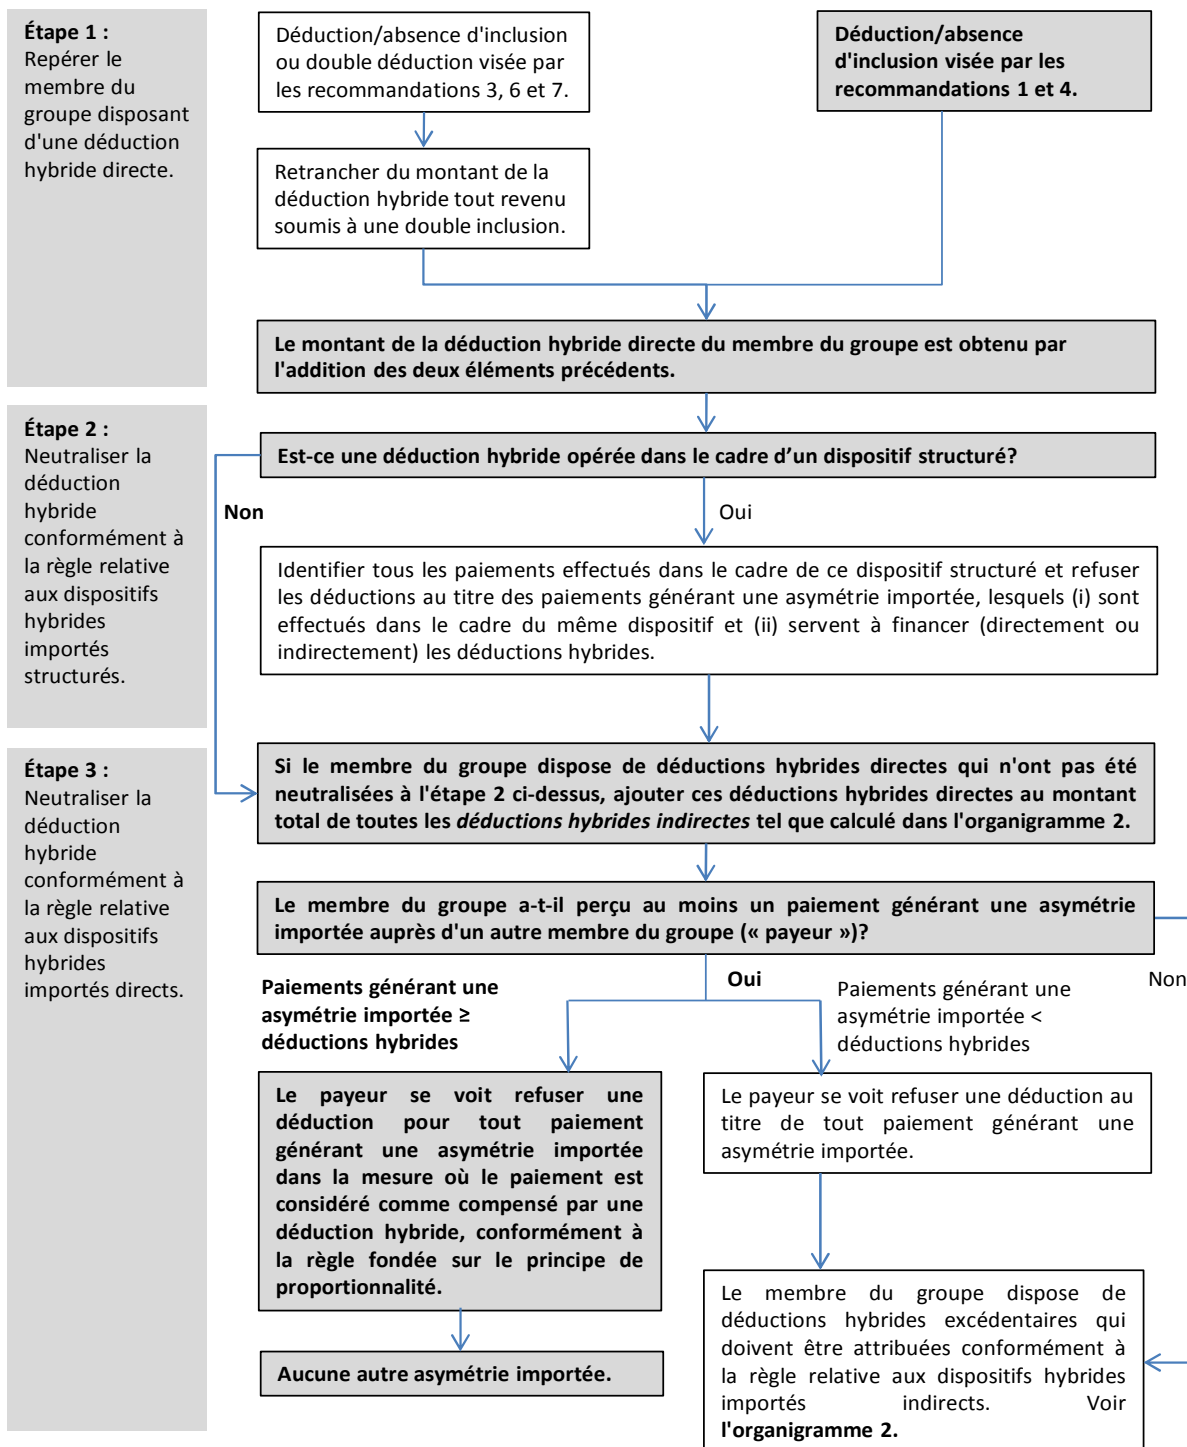 Étape 1 :
Repérer le
membre du
groupe disposant
d'une déduction
hybride directe.
Déduction/absence d'inclusion
ou double déduction visée par
les recommandations 3, 6 et 7.
Déduction/absence
d'inclusion visée par les
recommandations 1 et 4.
Retrancher du montant de la
déduction hybride tout revenu
soumis à une double inclusion.
Le montant de la déduction hybride directe du membre du groupe est obtenu par
l'addition des deux éléments précédents.
Étape 2 :
Neutraliser la
déduction
hybride
conformément à
la règle relative
aux dispositifs
hybrides
importés
structurés.
Est-ce une déduction hybride opérée dans le cadre d’un dispositif structuré?
Non
Oui
Identifier tous les paiements effectués dans le cadre de ce dispositif structuré et refuser
les déductions au titre des paiements générant une asymétrie importée, lesquels (i) sont
effectués dans le cadre du même dispositif et (ii) servent à financer (directement ou
indirectement) les déductions hybrides.
Étape 3 :
Neutraliser la
déduction
hybride
conformément à
la règle relative
aux dispositifs
hybrides
importés directs.
Si le membre du groupe dispose de déductions hybrides directes qui n'ont pas été
neutralisées à l'étape 2 ci-dessus, ajouter ces déductions hybrides directes au montant
total de toutes les déductions hybrides indirectes tel que calculé dans l'organigramme 2.
Le membre du groupe a-t-il perçu au moins un paiement générant une asymétrie
importée auprès d'un autre membre du groupe (« payeur »)?
Oui
Non
Paiements générant une
asymétrie importée ≥
déductions hybrides
Paiements générant une
asymétrie importée <
déductions hybrides
Le payeur se voit refuser une
déduction pour tout paiement
générant une asymétrie importée
dans la mesure où le paiement est
considéré comme compensé par une
déduction hybride, conformément à
la règle fondée sur le principe de
proportionnalité.
Le payeur se voit refuser une déduction au
titre de tout paiement générant une
asymétrie importée.
Aucune autre asymétrie importée.
Le membre du groupe dispose de
déductions hybrides excédentaires qui
doivent être attribuées conformément à
la règle relative aux dispositifs hybrides
importés indirects. Voir
l'organigramme 2.